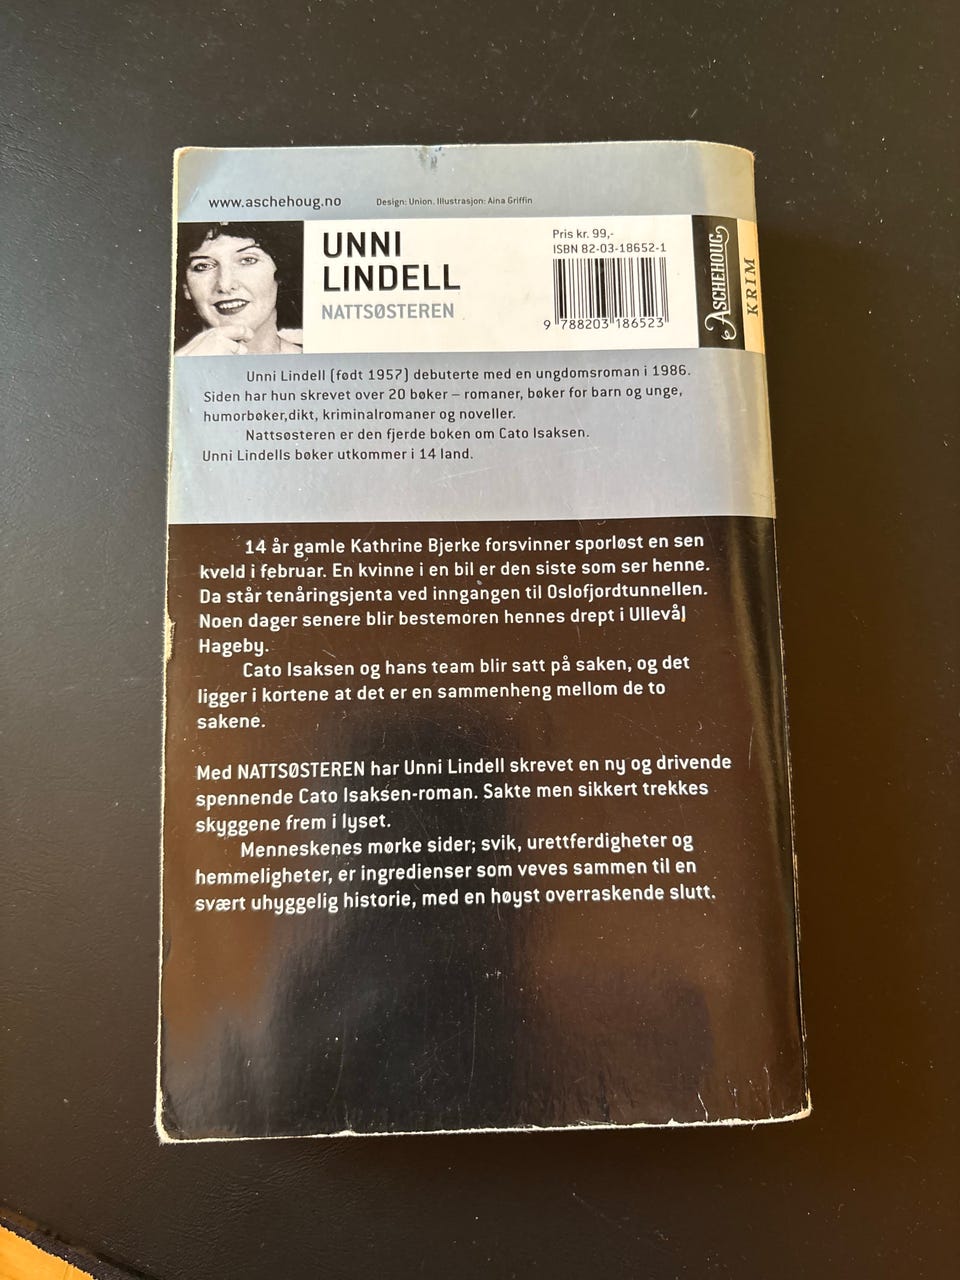 www.aschehoug.no
Design: Union. Illustrasjon: Aina Griffin
UNNI
LINDELL
NATTSØSTEREN
Pris kr. 99,-
ISBN 82-03-18652-1
9 788203 186523
ASCHEHOUG
KRIM
Unni Lindell (født 1957) debuterte med en ungdomsroman i 1986.
Siden har hun skrevet over 20 bøker – romaner, bøker for barn og unge,
humorbøker,dikt, kriminalromaner og noveller.
Nattsøsteren er den fjerde boken om Cato Isaksen.
Unni Lindells bøker utkommer i 14 land.
14 år gamle Kathrine Bjerke forsvinner sporløst en sen
kveld i februar. En kvinne i en bil er den siste som ser henne.
Da står tenåringsjenta ved inngangen til Oslofjordtunnellen.
Noen dager senere blir bestemoren hennes drept i Ullevål
Hageby.
Cato Isaksen og hans team blir satt på saken, og det
ligger i kortene at det er en sammenheng mellom de to
sakene.
Med NATTSØSTEREN har Unni Lindell skrevet en ny og drivende
spennende Cato Isaksen-roman. Sakte men sikkert trekkes
skyggene frem i lyset.
Menneskenes mørke sider; svik, urettferdigheter og
hemmeligheter, er ingredienser som veves sammen til en
svært uhyggelig historie, med en høyst overraskende slutt.